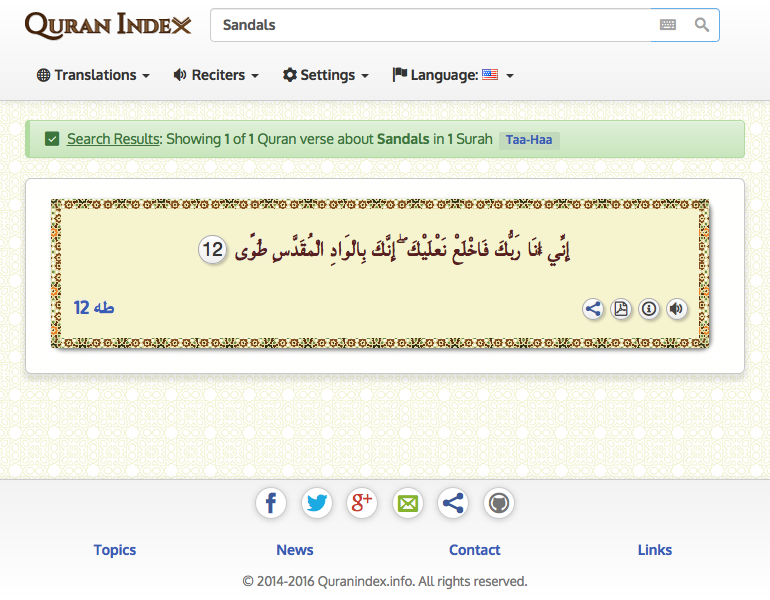 QURAN INDEX
Sandals
Translations
Reciters
Settings
Language:
Search Results: Showing 1 of 1 Quran verse about Sandals in 1 Surah Taa-Haa
إِنِّي أَنَا رَبُّكَ فَاخْلَعْ نَعْلَيْكَ ۖ إِنَّكَ بِالْوَادِ الْمُقَدَّسِ طُوًى 12
طه 12
Topics
News
Contact
Links
© 2014-2016 Quranindex.info. All rights reserved.